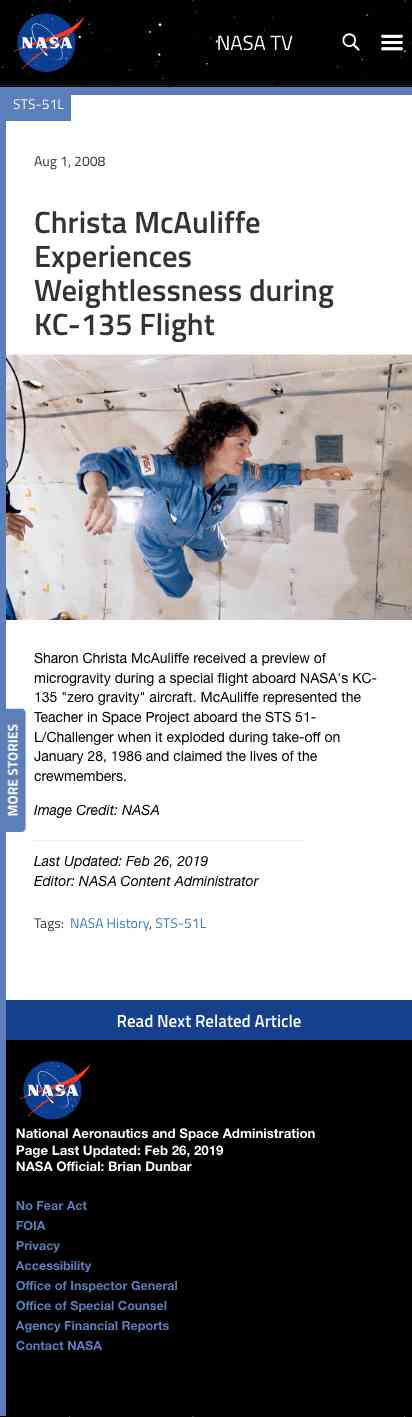 NASA
NASA TV
STS-51L
Aug 1, 2008
Christa McAuliffe
Experiences
Weightlessness during
KC-135 Flight
NASA
Sharon Christa McAuliffe received a preview of
microgravity during a special flight aboard NASA's KC-
135 "zero gravity" aircraft. McAuliffe represented the
Teacher in Space Project aboard the STS 51-
L/Challenger when it exploded during take-off on
January 28, 1986 and claimed the lives of the
crewmembers.
MORE STORIES
Image Credit: NASA
Last Updated: Feb 26, 2019
Editor: NASA Content Administrator
Tags: NASA History, STS-51L
Read Next Related Article
NASA
National Aeronautics and Space Administration
Page Last Updated: Feb 26, 2019
NASA Official: Brian Dunbar
No Fear Act
FOIA
Privacy
Accessibility
Office of Inspector General
Office of Special Counsel
Agency Financial Reports
Contact NASA